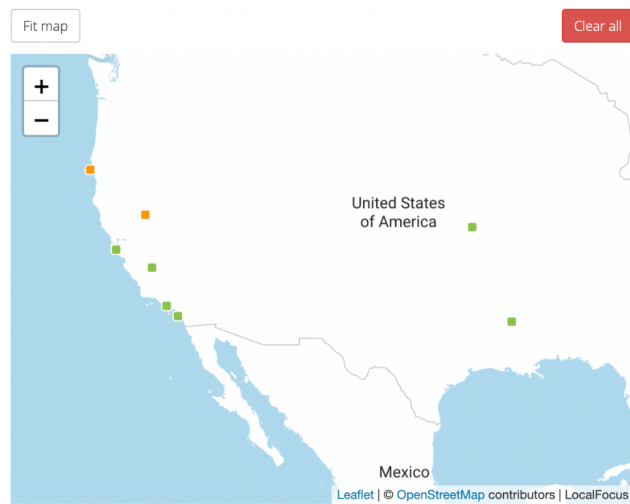 Fit map
Clear all
+
−
United States
of America
Mexico
Leaflet | © OpenStreetMap contributors | LocalFocus